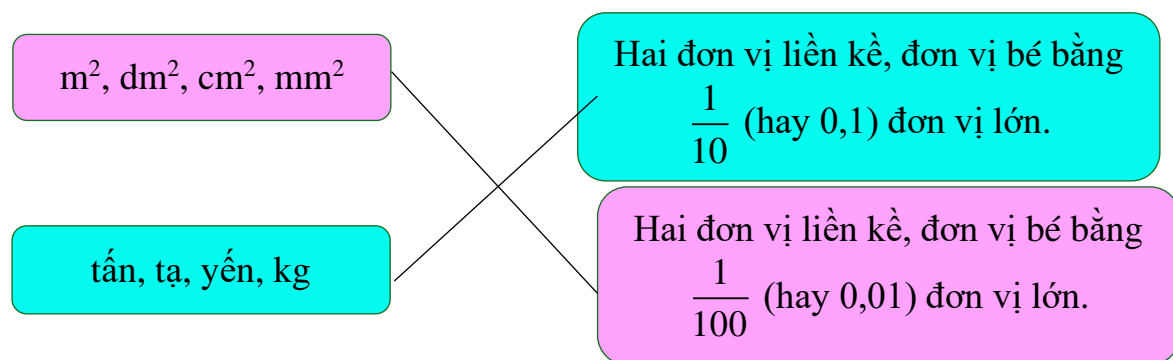 m², dm², cm², mm²
Hai đơn vị liền kề, đơn vị bé bằng
1/10 (hay 0,1) đơn vị lớn.
tấn, tạ, yến, kg
Hai đơn vị liền kề, đơn vị bé bằng
1/100 (hay 0,01) đơn vị lớn.